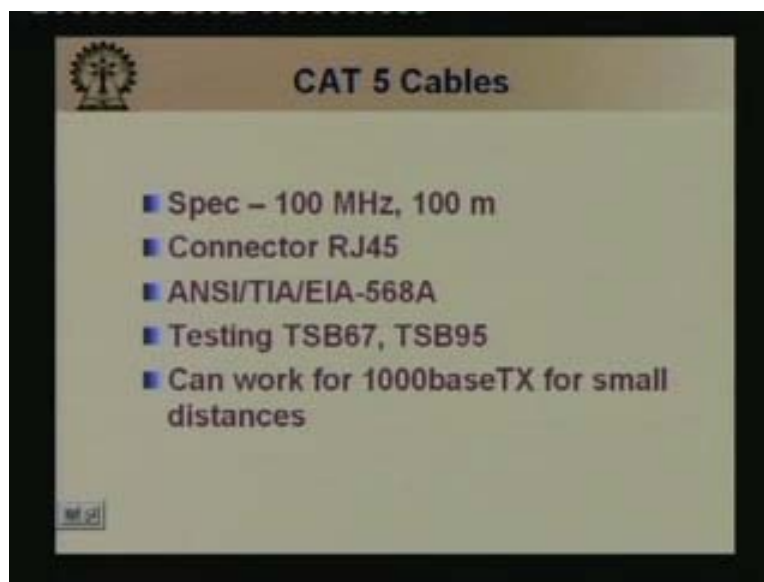 CAT 5 Cables
Spec – 100 MHz, 100 m
Connector RJ45
ANSI/TIA/EIA-568A
Testing TSB67, TSB95
Can work for 1000baseTX for small
distances